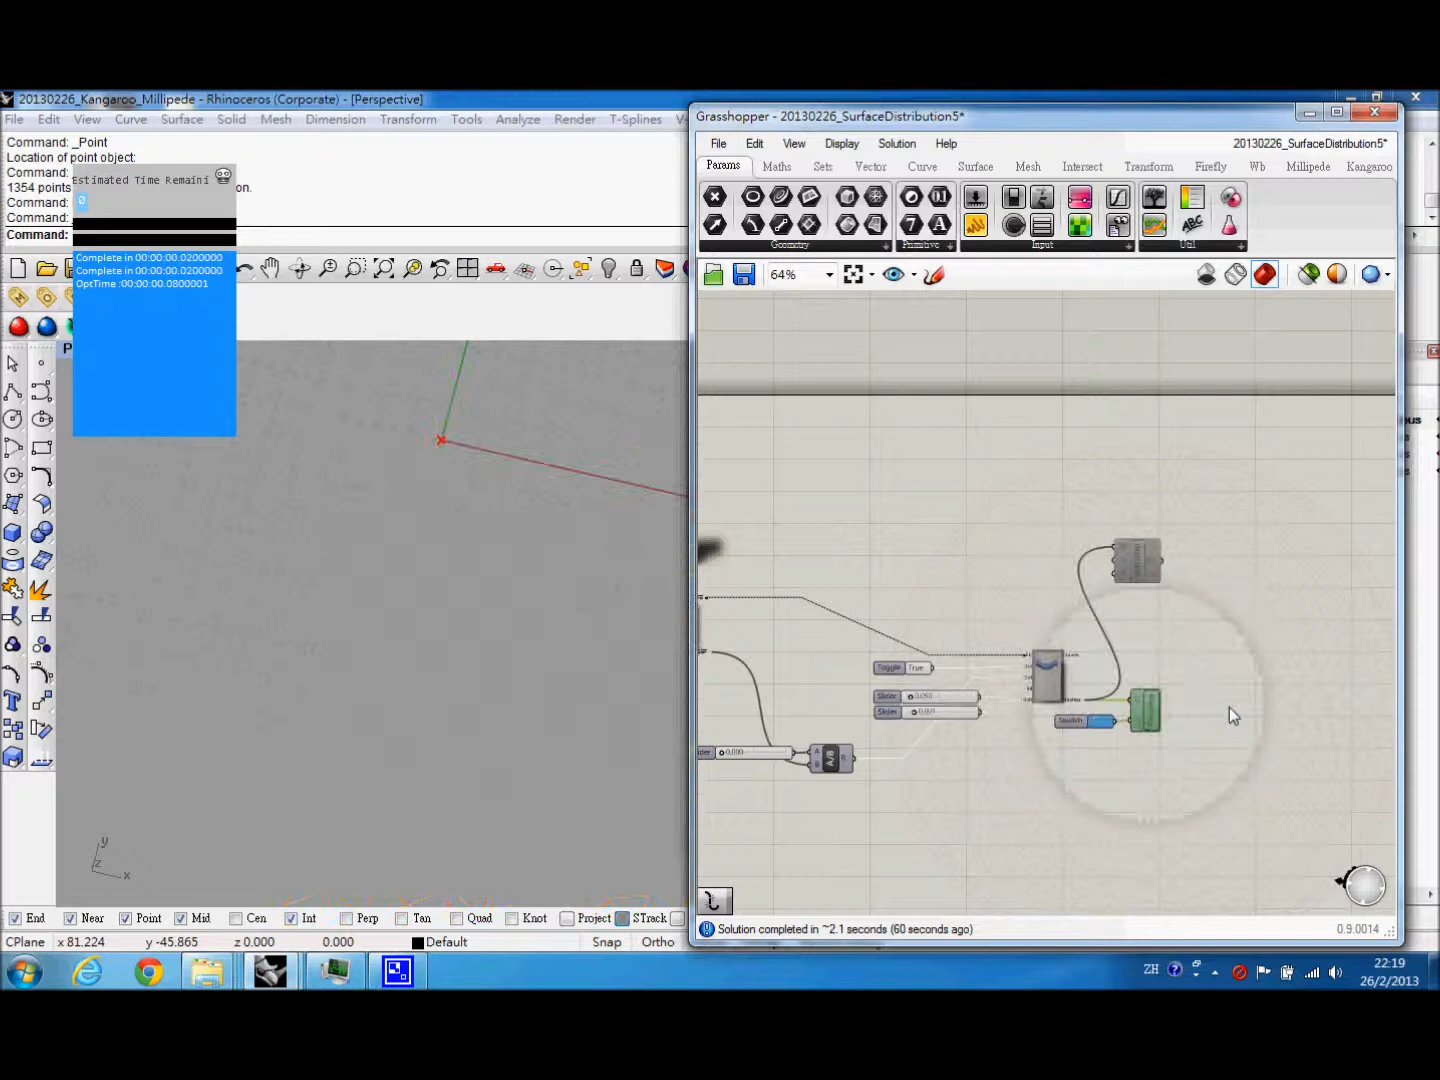 20130226_Kangaroo_Millipede - Rhinoceros (Corporate) - [Perspective]
File Edit View Curve Surface Solid Mesh Dimension Transform Tools Analyze Render T-Splines
Command: _Point
Location of point object:
Command:
1354 points
on.
Command:
Command:
Command:
Estimated Time Remaini
0
Complete in 00:00:00.0200000
Complete in 00:00:00.0200000
OptTime :00:00:00.0800001
P
y
z
x
End Near Point Mid Cen Int Perp Tan Quad Knot Project STrack
CPlane x 81.224 y -45.865 z 0.000 0.000 Default Snap Ortho
Grasshopper - 20130226_SurfaceDistribution5*
File Edit View Display Solution Help 20130226_SurfaceDistribution5*
Params Maths Sets Vector Curve Surface Mesh Intersect Transform Firefly Wb Millipede Kangaroo
Geometry Primitive Input Util
64%
Toggle True
Slider
Slider
A/B
A
B
R
Solution completed in ~2.1 seconds (60 seconds ago)
0.9.0014
ZH
22:19
26/2/2013